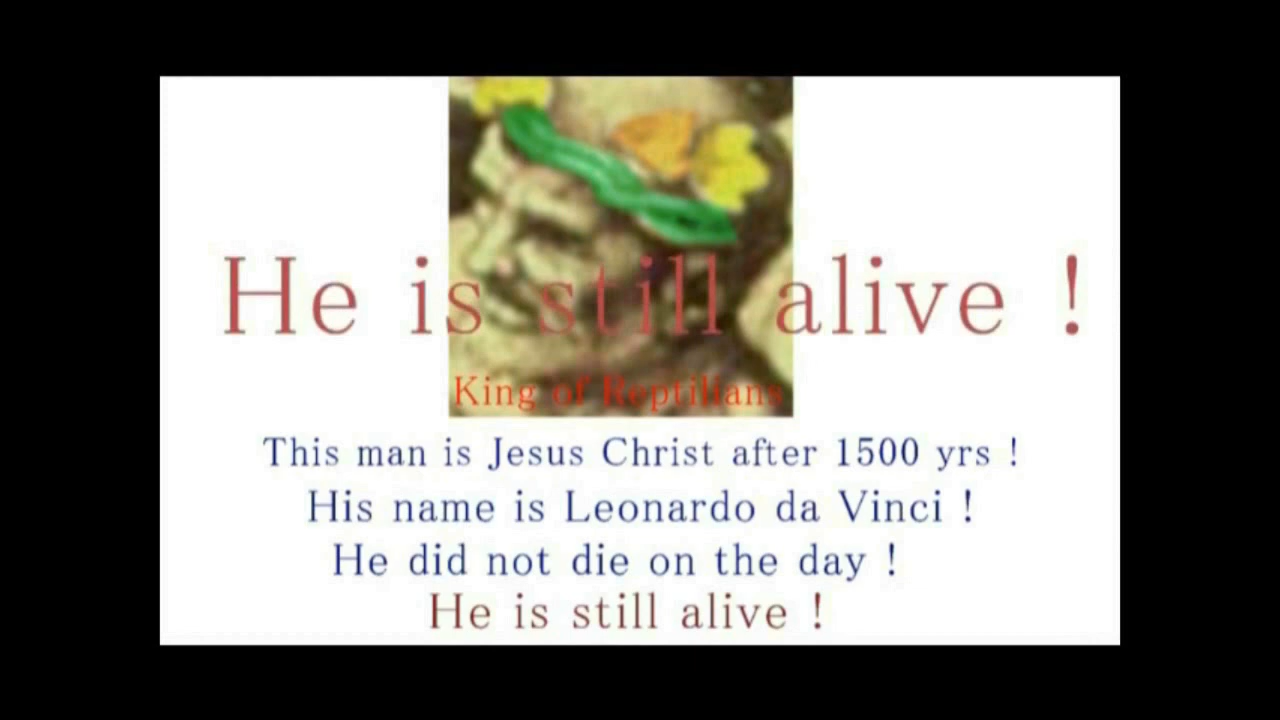 He is still alive !
King of Reptilians
This man is Jesus Christ after 1500 yrs !
His name is Leonardo da Vinci !
He did not die on the day !
He is still alive !